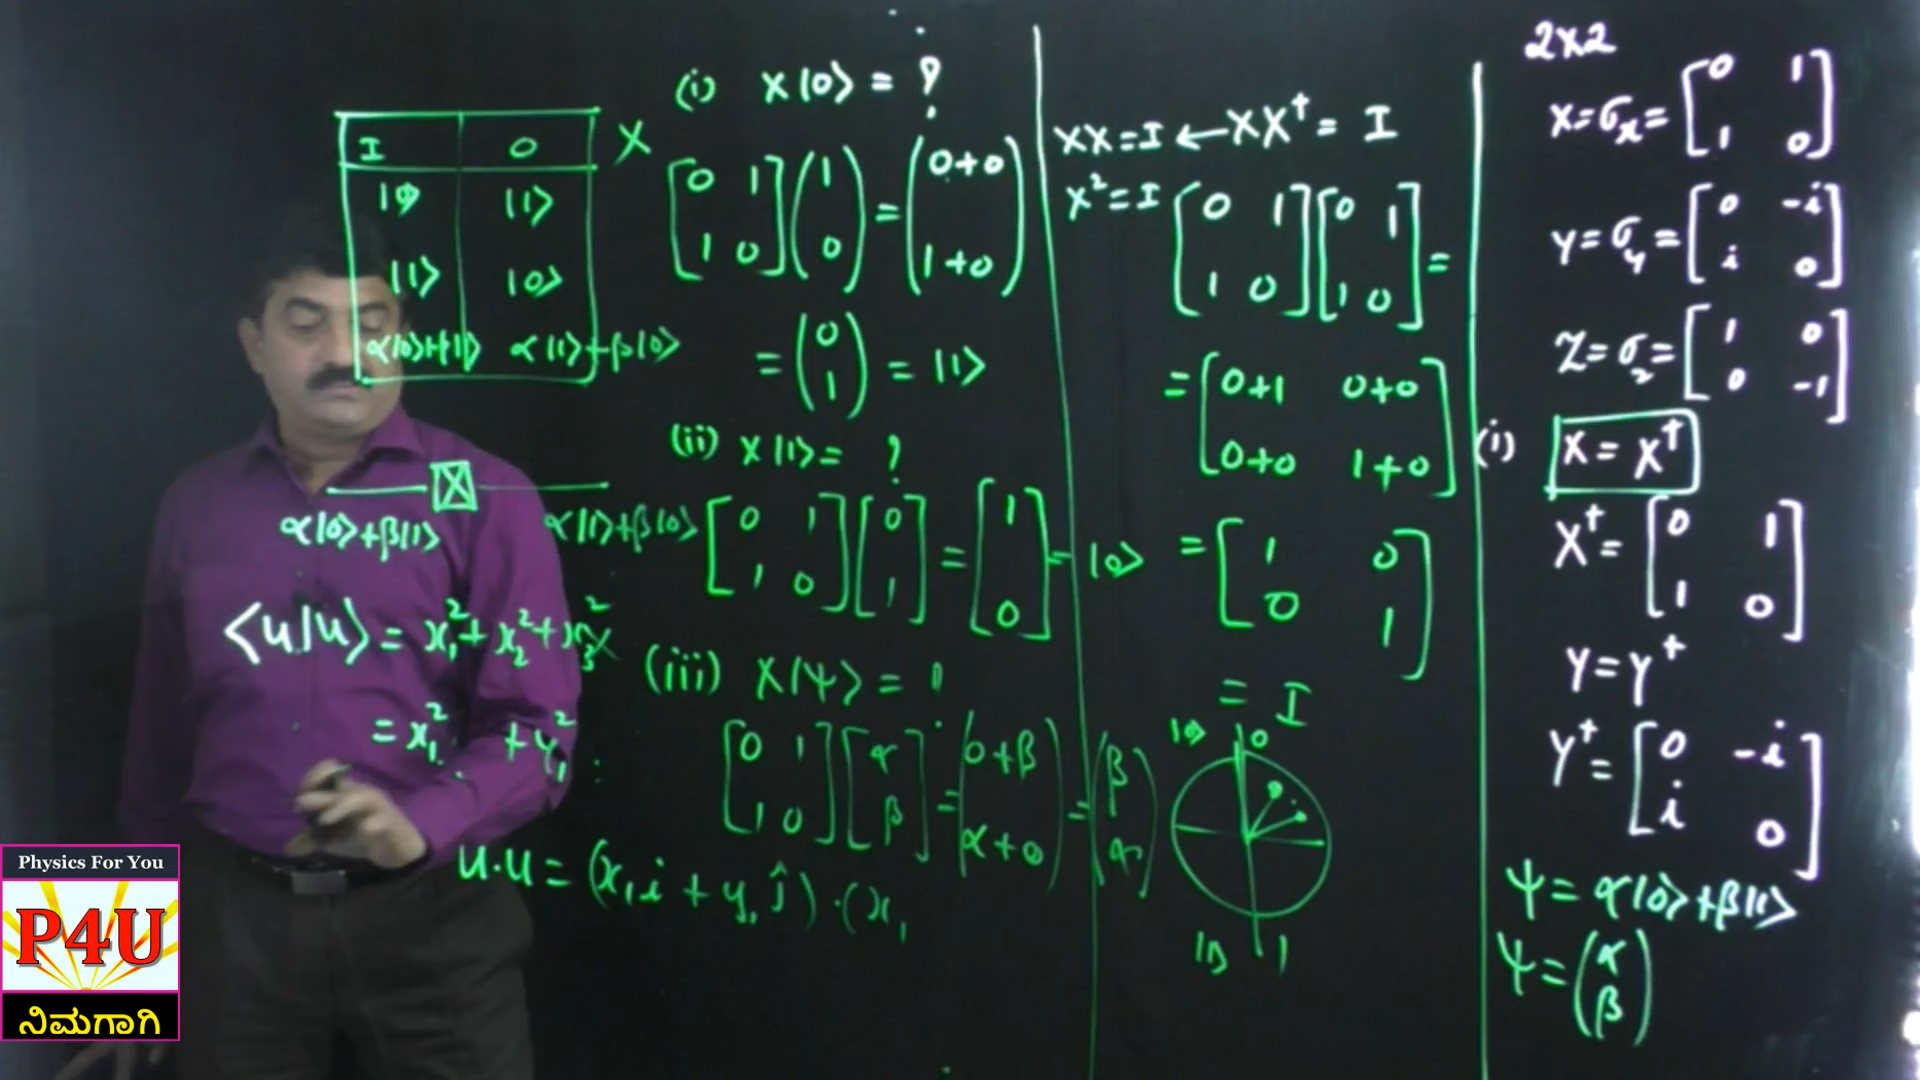 I | O X
|0⟩ | |1⟩
|1⟩ | |0⟩
α|0⟩+β|1⟩ | α|1⟩+β|0⟩
X
α|0⟩+β|1⟩ α|1⟩+β|0⟩
⟨u|u⟩ = x₁² + x₂² + x₃²
= x₁² + y₁²
u.u = (x₁i + y₁ĵ).(x₁
(i) X|0⟩ = ?
[0 1; 1 0](1; 0) = (0+0; 1+0)
= (0; 1) = |1⟩
(ii) X|1⟩ = ?
[0 1; 1 0][0; 1] = [1; 0] = |0⟩
(iii) X|ψ⟩ = ?
[0 1; 1 0][α; β] = (0+β; α+0) = (β; α)
XX = I ← XX† = I
X² = I [0 1; 1 0][0 1; 1 0] =
= [0+1 0+0; 0+0 1+0]
= [1 0; 0 1]
= I
|0⟩ 0
|1⟩ 1
2x2
X = σₓ = [0 1; 1 0]
Y = σy = [0 -i; i 0]
Z = σz = [1 0; 0 -1]
(i) X = X†
X† = [0 1; 1 0]
Y = Y†
Y† = [0 -i; i 0]
ψ = α|0⟩+β|1⟩
ψ = (α; β)
Physics For You
P4U
ನಿಮಗಾಗಿ